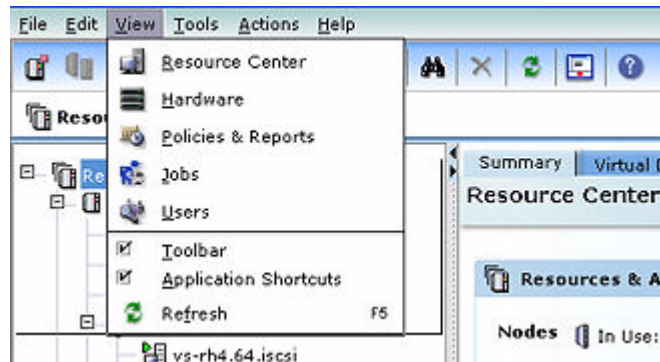 File Edit View Tools Actions Help
Resource Center
Hardware
Policies & Reports
Jobs
Users
Toolbar
Application Shortcuts
Refresh F5
vs-rh4.64.iscsi
Summary Virtual
Resource Center
Resources &
Nodes In Use: